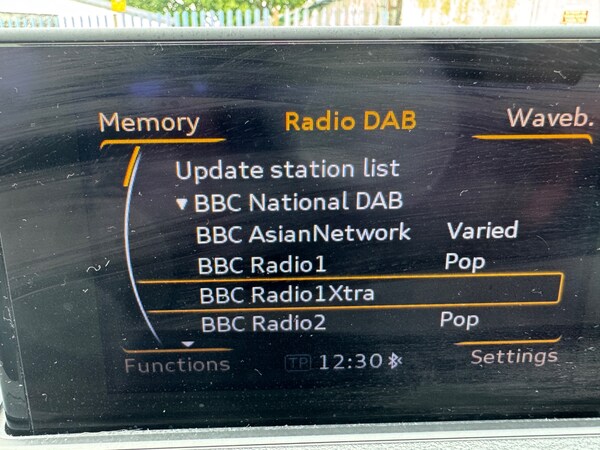 Memory Radio DAB Waveb.
Update station list
▼ BBC National DAB
BBC AsianNetwork Varied
BBC Radio1 Pop
BBC Radio1Xtra
BBC Radio2 Pop
Functions TP 12:30 Settings